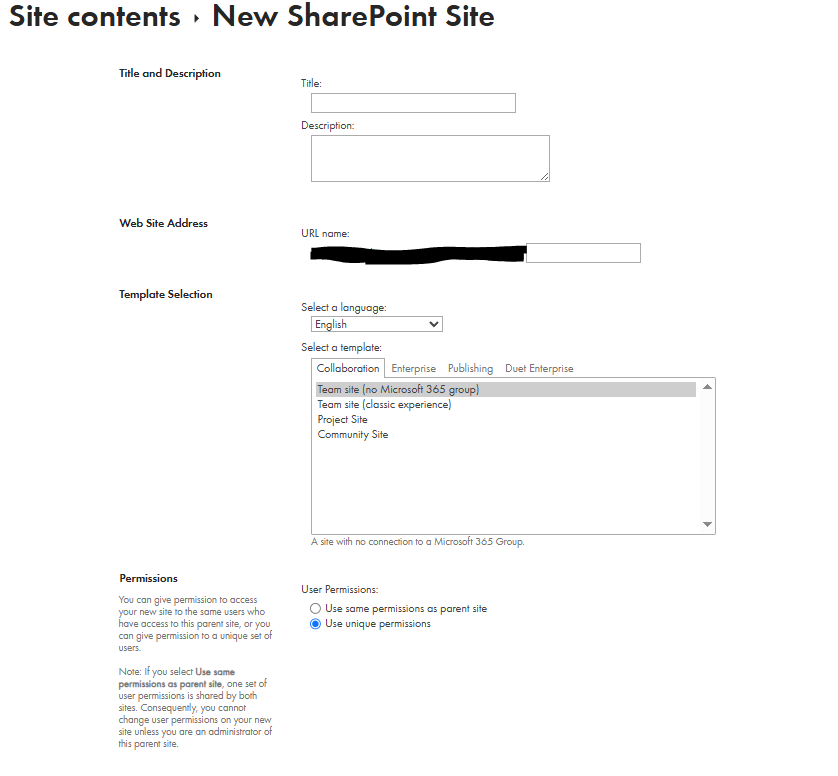 Site contents › New SharePoint Site
Title and Description
Title:
Description:
Web Site Address
URL name:
Template Selection
Select a language:
English
Select a template:
Collaboration Enterprise Publishing Duet Enterprise
Team site (no Microsoft 365 group)
Team site (classic experience)
Project Site
Community Site
A site with no connection to a Microsoft 365 Group.
Permissions
You can give permission to access
your new site to the same users who
have access to this parent site, or you
can give permission to a unique set of
users.
Note: If you select Use same
permissions as parent site, one set of
user permissions is shared by both
sites. Consequently, you cannot
change user permissions on your new
site unless you are an administrator of
this parent site.
User Permissions:
Use same permissions as parent site
Use unique permissions